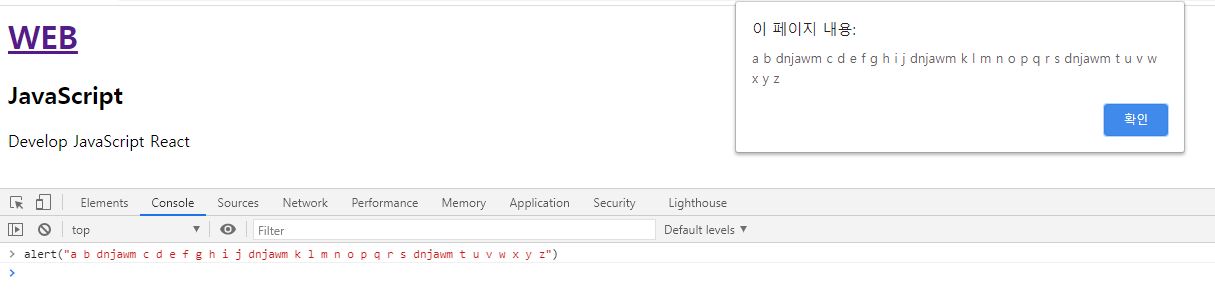 WEB
JavaScript
Develop JavaScript React
이 페이지 내용:
a b dnjawm c d e f g h i j dnjawm k l m n o p q r s dnjawm t u v w
x y z
확인
Elements Console Sources Network Performance Memory Application Security Lighthouse
top ▼ Filter Default levels ▼
> alert("a b dnjawm c d e f g h i j dnjawm k l m n o p q r s dnjawm t u v w x y z")
>